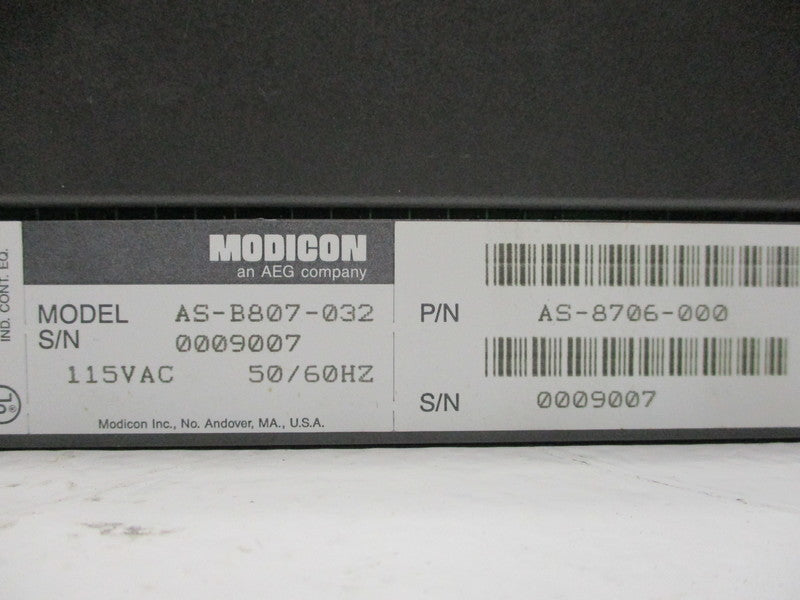 IND. CONT. EQ.
UL ®
MODICON
an AEG company
MODEL AS-B807-032
S/N 0009007
115VAC 50/60HZ
Modicon Inc., No. Andover, MA., U.S.A.
P/N AS-8706-000
S/N 0009007